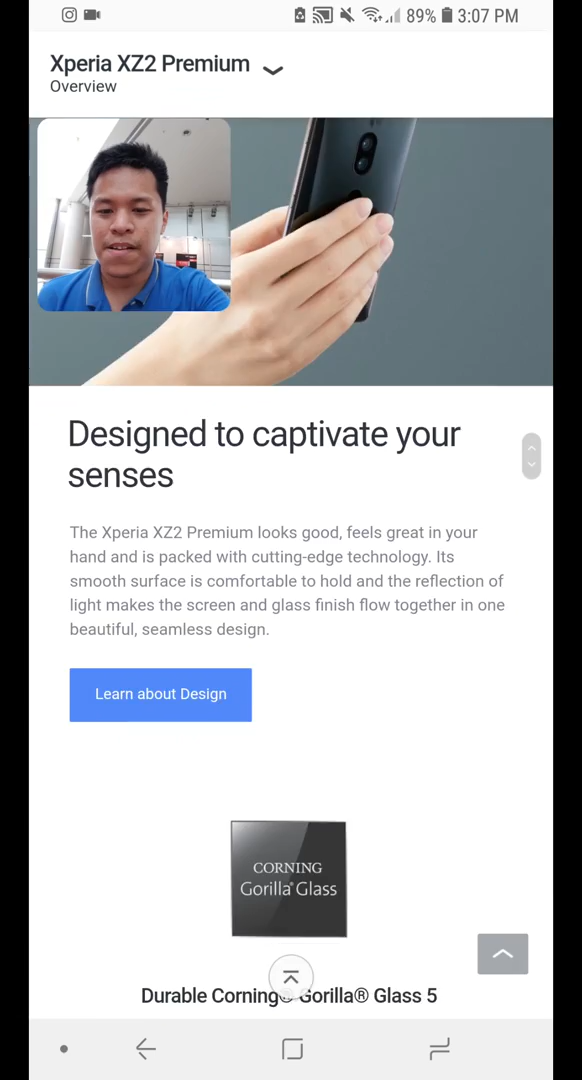 89% 3:07 PM
Xperia XZ2 Premium
Overview
Designed to captivate your
senses
The Xperia XZ2 Premium looks good, feels great in your
hand and is packed with cutting-edge technology. Its
smooth surface is comfortable to hold and the reflection of
light makes the screen and glass finish flow together in one
beautiful, seamless design.
Learn about Design
CORNING
Gorilla® Glass
Durable Corning® Gorilla® Glass 5